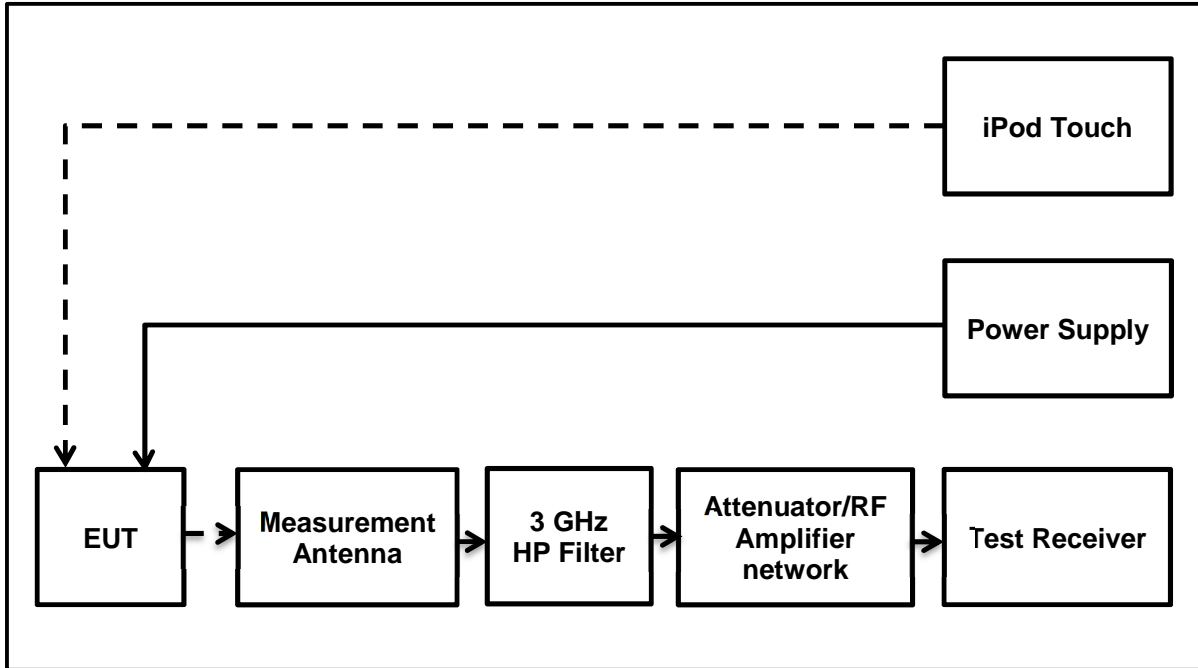 iPod Touch
Power Supply
EUT
Measurement
Antenna
3 GHz
HP Filter
Attenuator/RF
Amplifier
network
Test Receiver